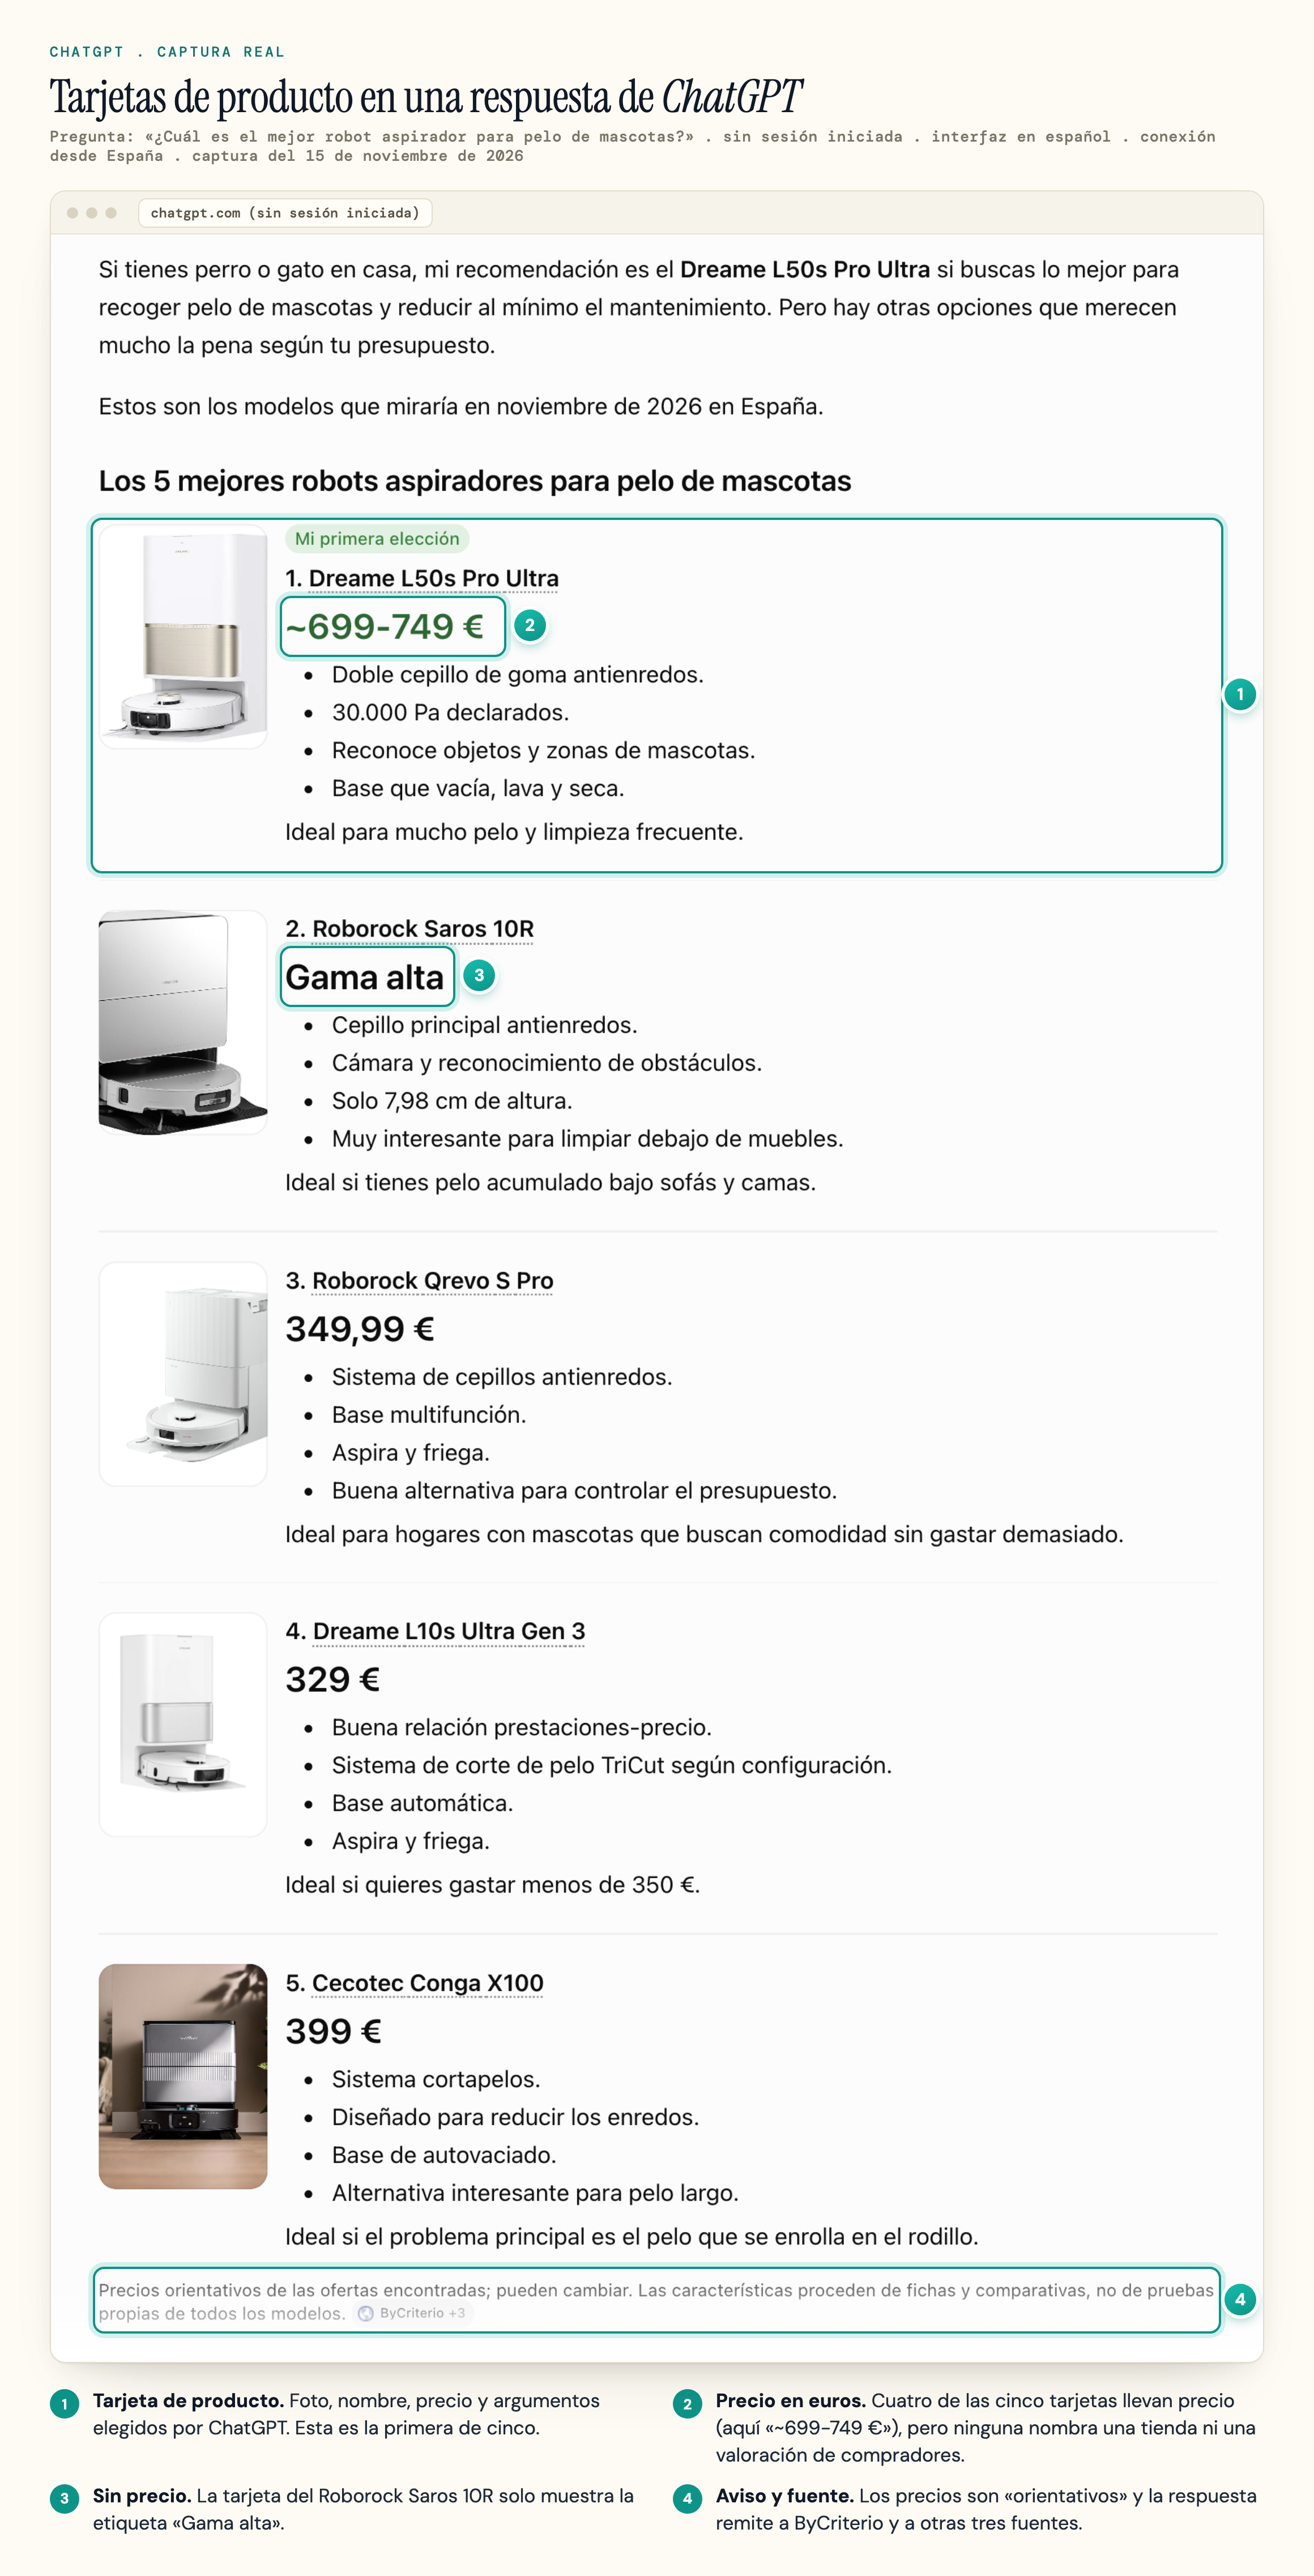 CHATGPT . CAPTURA REAL
Tarjetas de producto en una respuesta de ChatGPT
Pregunta: «¿Cuál es el mejor robot aspirador para pelo de mascotas?» . sin sesión iniciada . interfaz en español . conexión
desde España . captura del 15 de noviembre de 2026
chatgpt.com (sin sesión iniciada)
Si tienes perro o gato en casa, mi recomendación es el Dreame L50s Pro Ultra si buscas lo mejor para
recoger pelo de mascotas y reducir al mínimo el mantenimiento. Pero hay otras opciones que merecen
mucho la pena según tu presupuesto.
Estos son los modelos que miraría en noviembre de 2026 en España.
Los 5 mejores robots aspiradores para pelo de mascotas
Mi primera elección
1. Dreame L50s Pro Ultra
~699-749 €
2
• Doble cepillo de goma antienredos.
1
• 30.000 Pa declarados.
• Reconoce objetos y zonas de mascotas.
• Base que vacía, lava y seca.
Ideal para mucho pelo y limpieza frecuente.
2. Roborock Saros 10R
Gama alta
3
• Cepillo principal antienredos.
• Cámara y reconocimiento de obstáculos.
• Solo 7,98 cm de altura.
• Muy interesante para limpiar debajo de muebles.
Ideal si tienes pelo acumulado bajo sofás y camas.
3. Roborock Qrevo S Pro
349,99 €
• Sistema de cepillos antienredos.
• Base multifunción.
• Aspira y friega.
• Buena alternativa para controlar el presupuesto.
Ideal para hogares con mascotas que buscan comodidad sin gastar demasiado.
4. Dreame L10s Ultra Gen 3
329 €
• Buena relación prestaciones-precio.
• Sistema de corte de pelo TriCut según configuración.
• Base automática.
• Aspira y friega.
Ideal si quieres gastar menos de 350 €.
5. Cecotec Conga X100
399 €
• Sistema cortapelos.
• Diseñado para reducir los enredos.
• Base de autovaciado.
• Alternativa interesante para pelo largo.
Ideal si el problema principal es el pelo que se enrolla en el rodillo.
Precios orientativos de las ofertas encontradas; pueden cambiar. Las características proceden de fichas y comparativas, no de pruebas
propias de todos los modelos. ByCriterio +3
4
1 Tarjeta de producto. Foto, nombre, precio y argumentos
elegidos por ChatGPT. Esta es la primera de cinco.
2 Precio en euros. Cuatro de las cinco tarjetas llevan precio
(aquí «~699-749 €»), pero ninguna nombra una tienda ni una
valoración de compradores.
3 Sin precio. La tarjeta del Roborock Saros 10R solo muestra la
etiqueta «Gama alta».
4 Aviso y fuente. Los precios son «orientativos» y la respuesta
remite a ByCriterio y a otras tres fuentes.